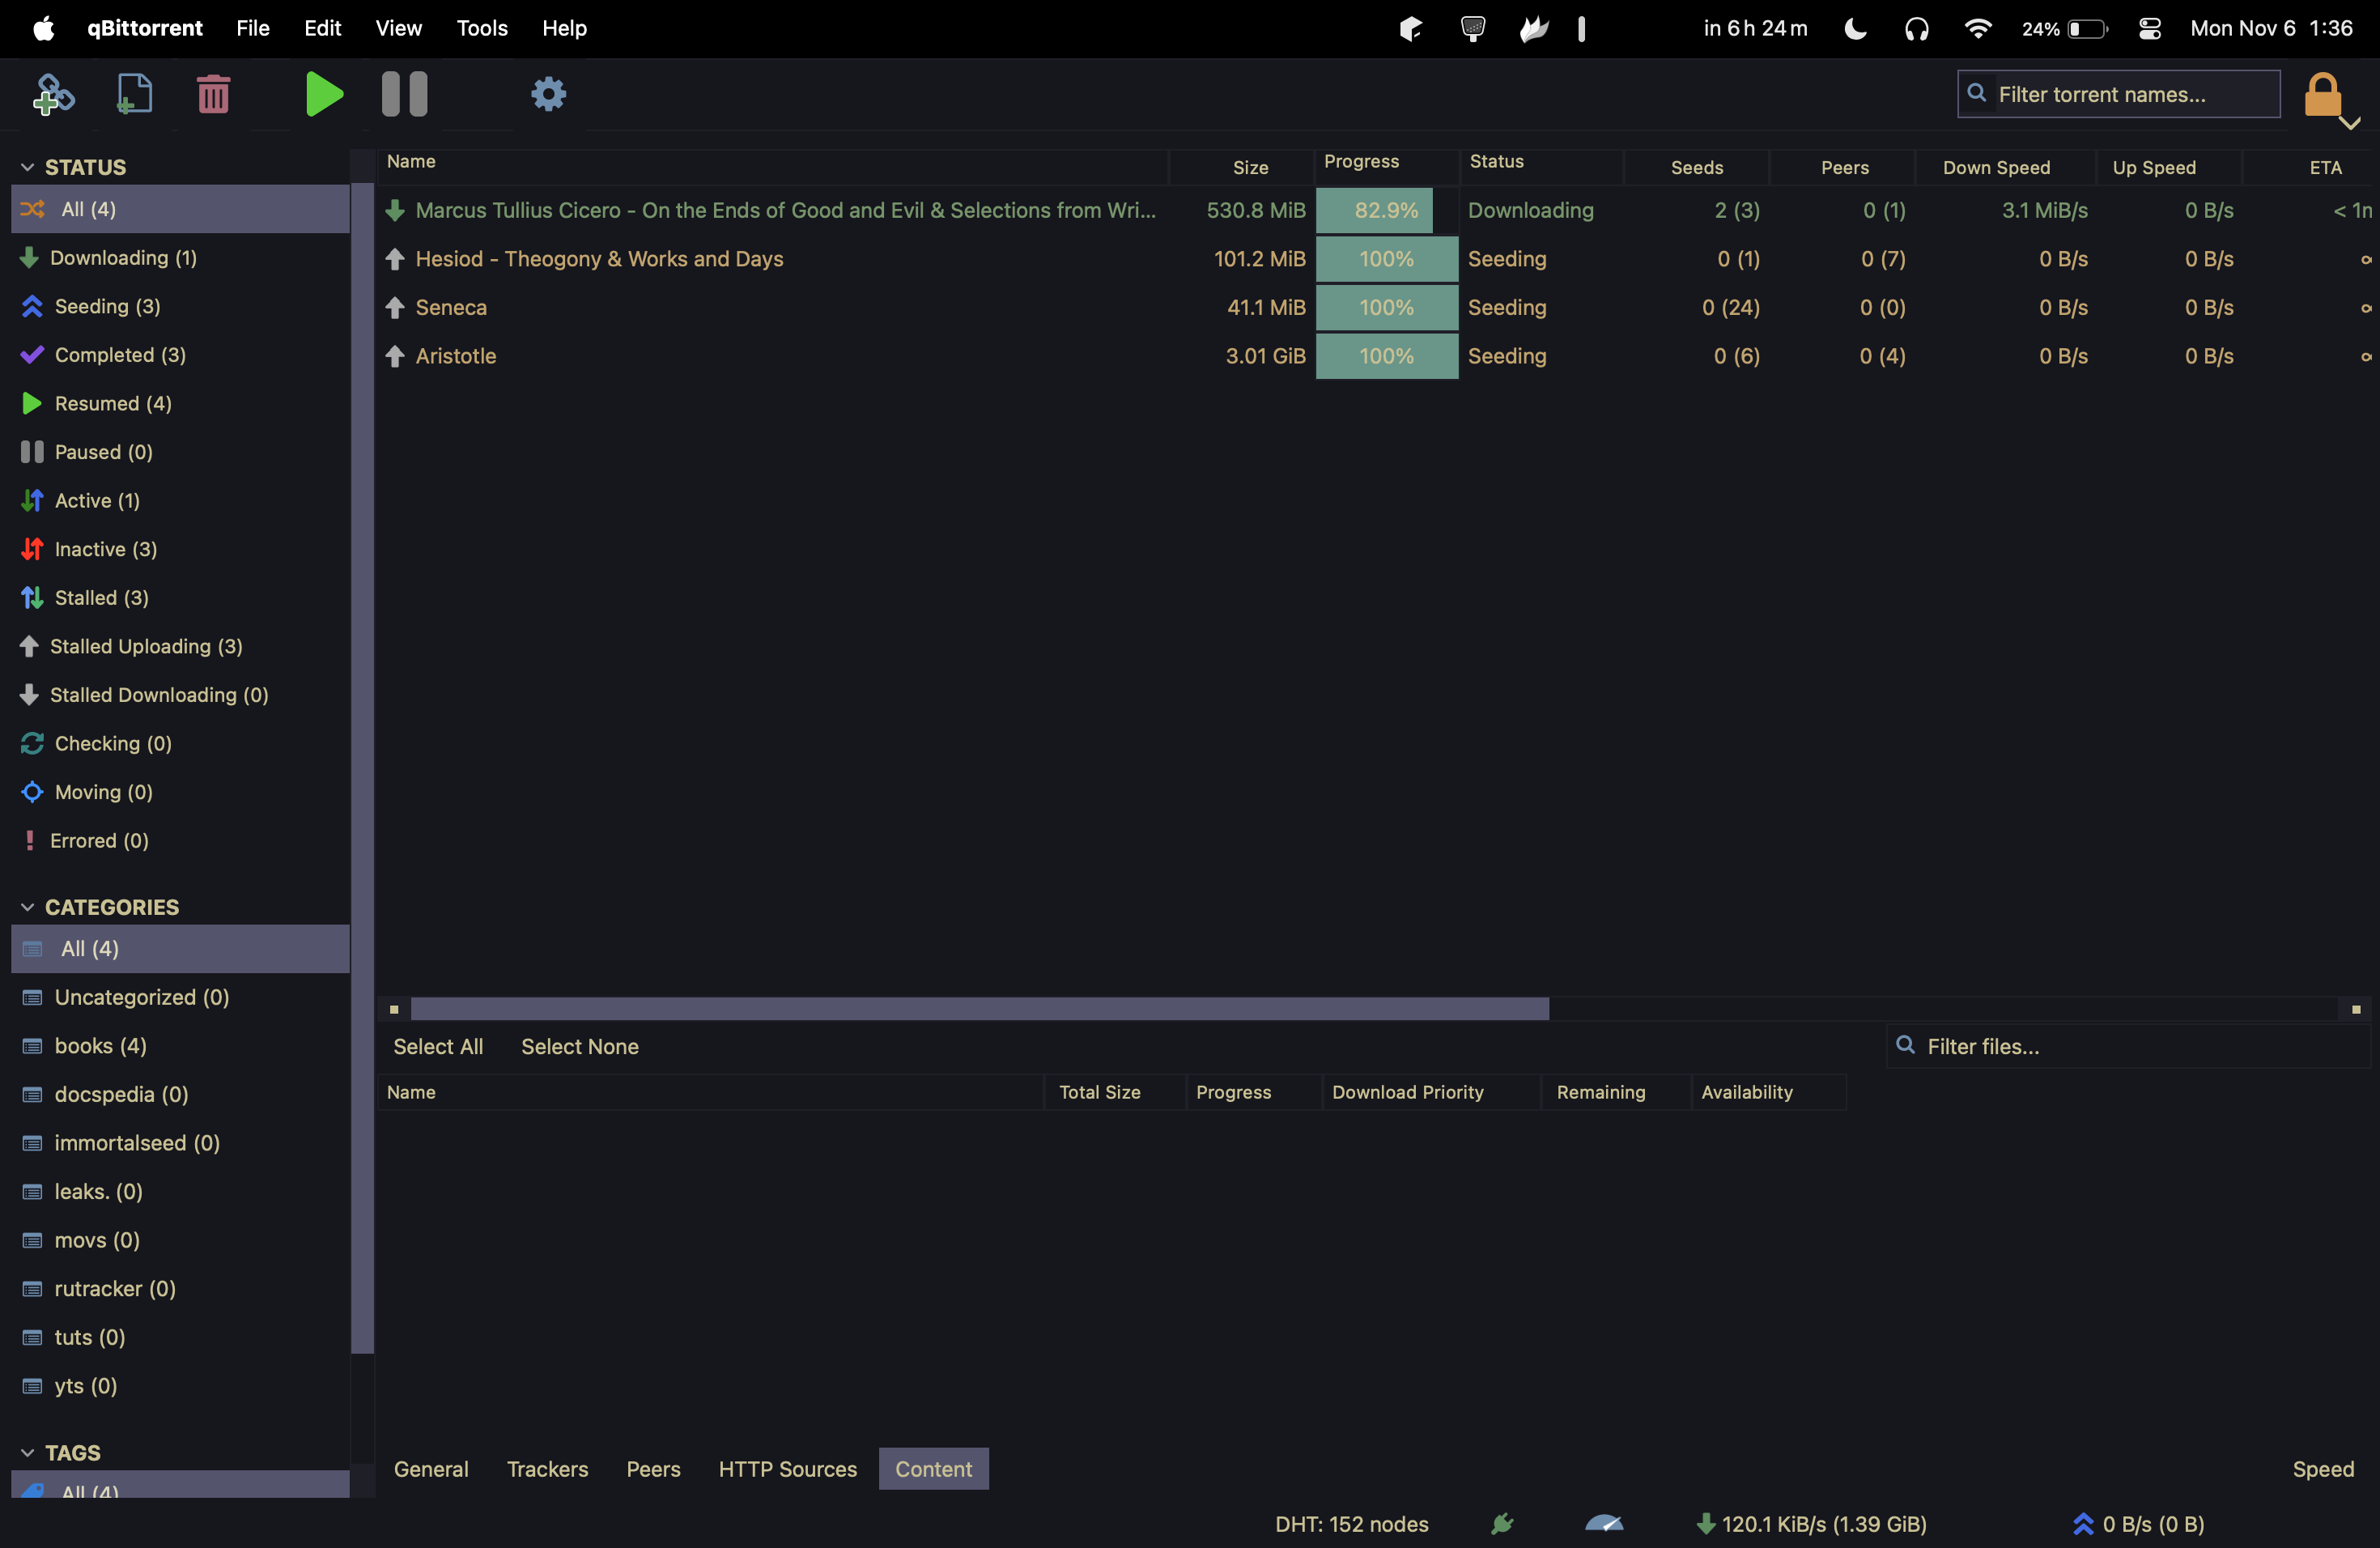 qBittorrent File Edit View Tools Help in 6 h 24 m 24% Mon Nov 6 1:36
Filter torrent names...
STATUS
All (4)
Downloading (1)
Seeding (3)
Completed (3)
Resumed (4)
Paused (0)
Active (1)
Inactive (3)
Stalled (3)
Stalled Uploading (3)
Stalled Downloading (0)
Checking (0)
Moving (0)
Errored (0)
CATEGORIES
All (4)
Uncategorized (0)
books (4)
docspedia (0)
immortalseed (0)
leaks. (0)
movs (0)
rutracker (0)
tuts (0)
yts (0)
TAGS
All (4)
Name Size Progress Status Seeds Peers Down Speed Up Speed ETA
Marcus Tullius Cicero - On the Ends of Good and Evil & Selections from Wri... 530.8 MiB 82.9% Downloading 2 (3) 0 (1) 3.1 MiB/s 0 B/s < 1m
Hesiod - Theogony & Works and Days 101.2 MiB 100% Seeding 0 (1) 0 (7) 0 B/s 0 B/s ∞
Seneca 41.1 MiB 100% Seeding 0 (24) 0 (0) 0 B/s 0 B/s ∞
Aristotle 3.01 GiB 100% Seeding 0 (6) 0 (4) 0 B/s 0 B/s ∞
Select All Select None Filter files...
Name Total Size Progress Download Priority Remaining Availability
General Trackers Peers HTTP Sources Content Speed
DHT: 152 nodes 120.1 KiB/s (1.39 GiB) 0 B/s (0 B)